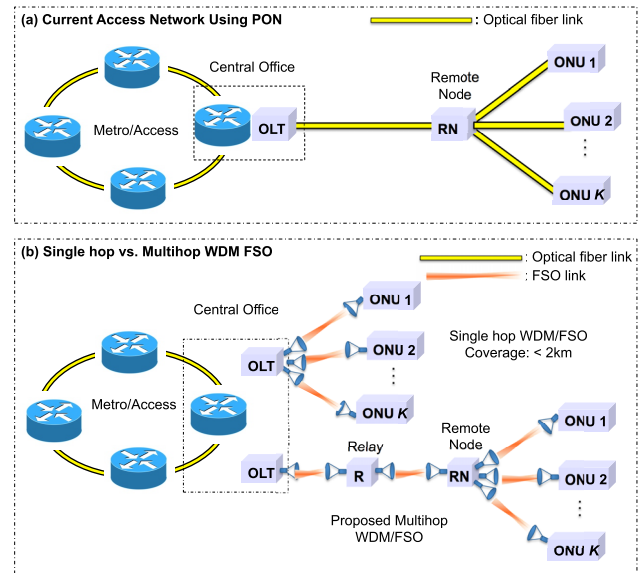 (a) Current Access Network Using PON
: Optical fiber link
Central Office
Metro/Access
OLT
Remote
Node
RN
ONU 1
ONU 2
ONU K
(b) Single hop vs. Multihop WDM FSO
: Optical fiber link
: FSO link
Central Office
ONU 1
OLT
ONU 2
ONU K
Single hop WDM/FSO
Coverage: < 2km
Metro/Access
OLT
Relay
R
Remote
Node
RN
ONU 1
ONU 2
ONU K
Proposed Multihop
WDM/FSO